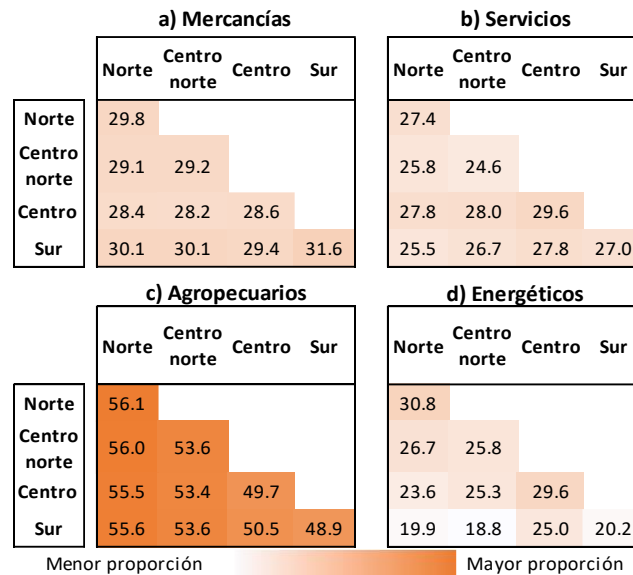 a) Mercancías b) Servicios
Norte Centro norte Centro Sur Norte Centro norte Centro Sur
Norte 29.8 27.4
Centro norte 29.1 29.2 25.8 24.6
Centro 28.4 28.2 28.6 27.8 28.0 29.6
Sur 30.1 30.1 29.4 31.6 25.5 26.7 27.8 27.0
c) Agropecuarios d) Energéticos
Norte Centro norte Centro Sur Norte Centro norte Centro Sur
Norte 56.1 30.8
Centro norte 56.0 53.6 26.7 25.8
Centro 55.5 53.4 49.7 23.6 25.3 29.6
Sur 55.6 53.6 50.5 48.9 19.9 18.8 25.0 20.2
Menor proporción Mayor proporción